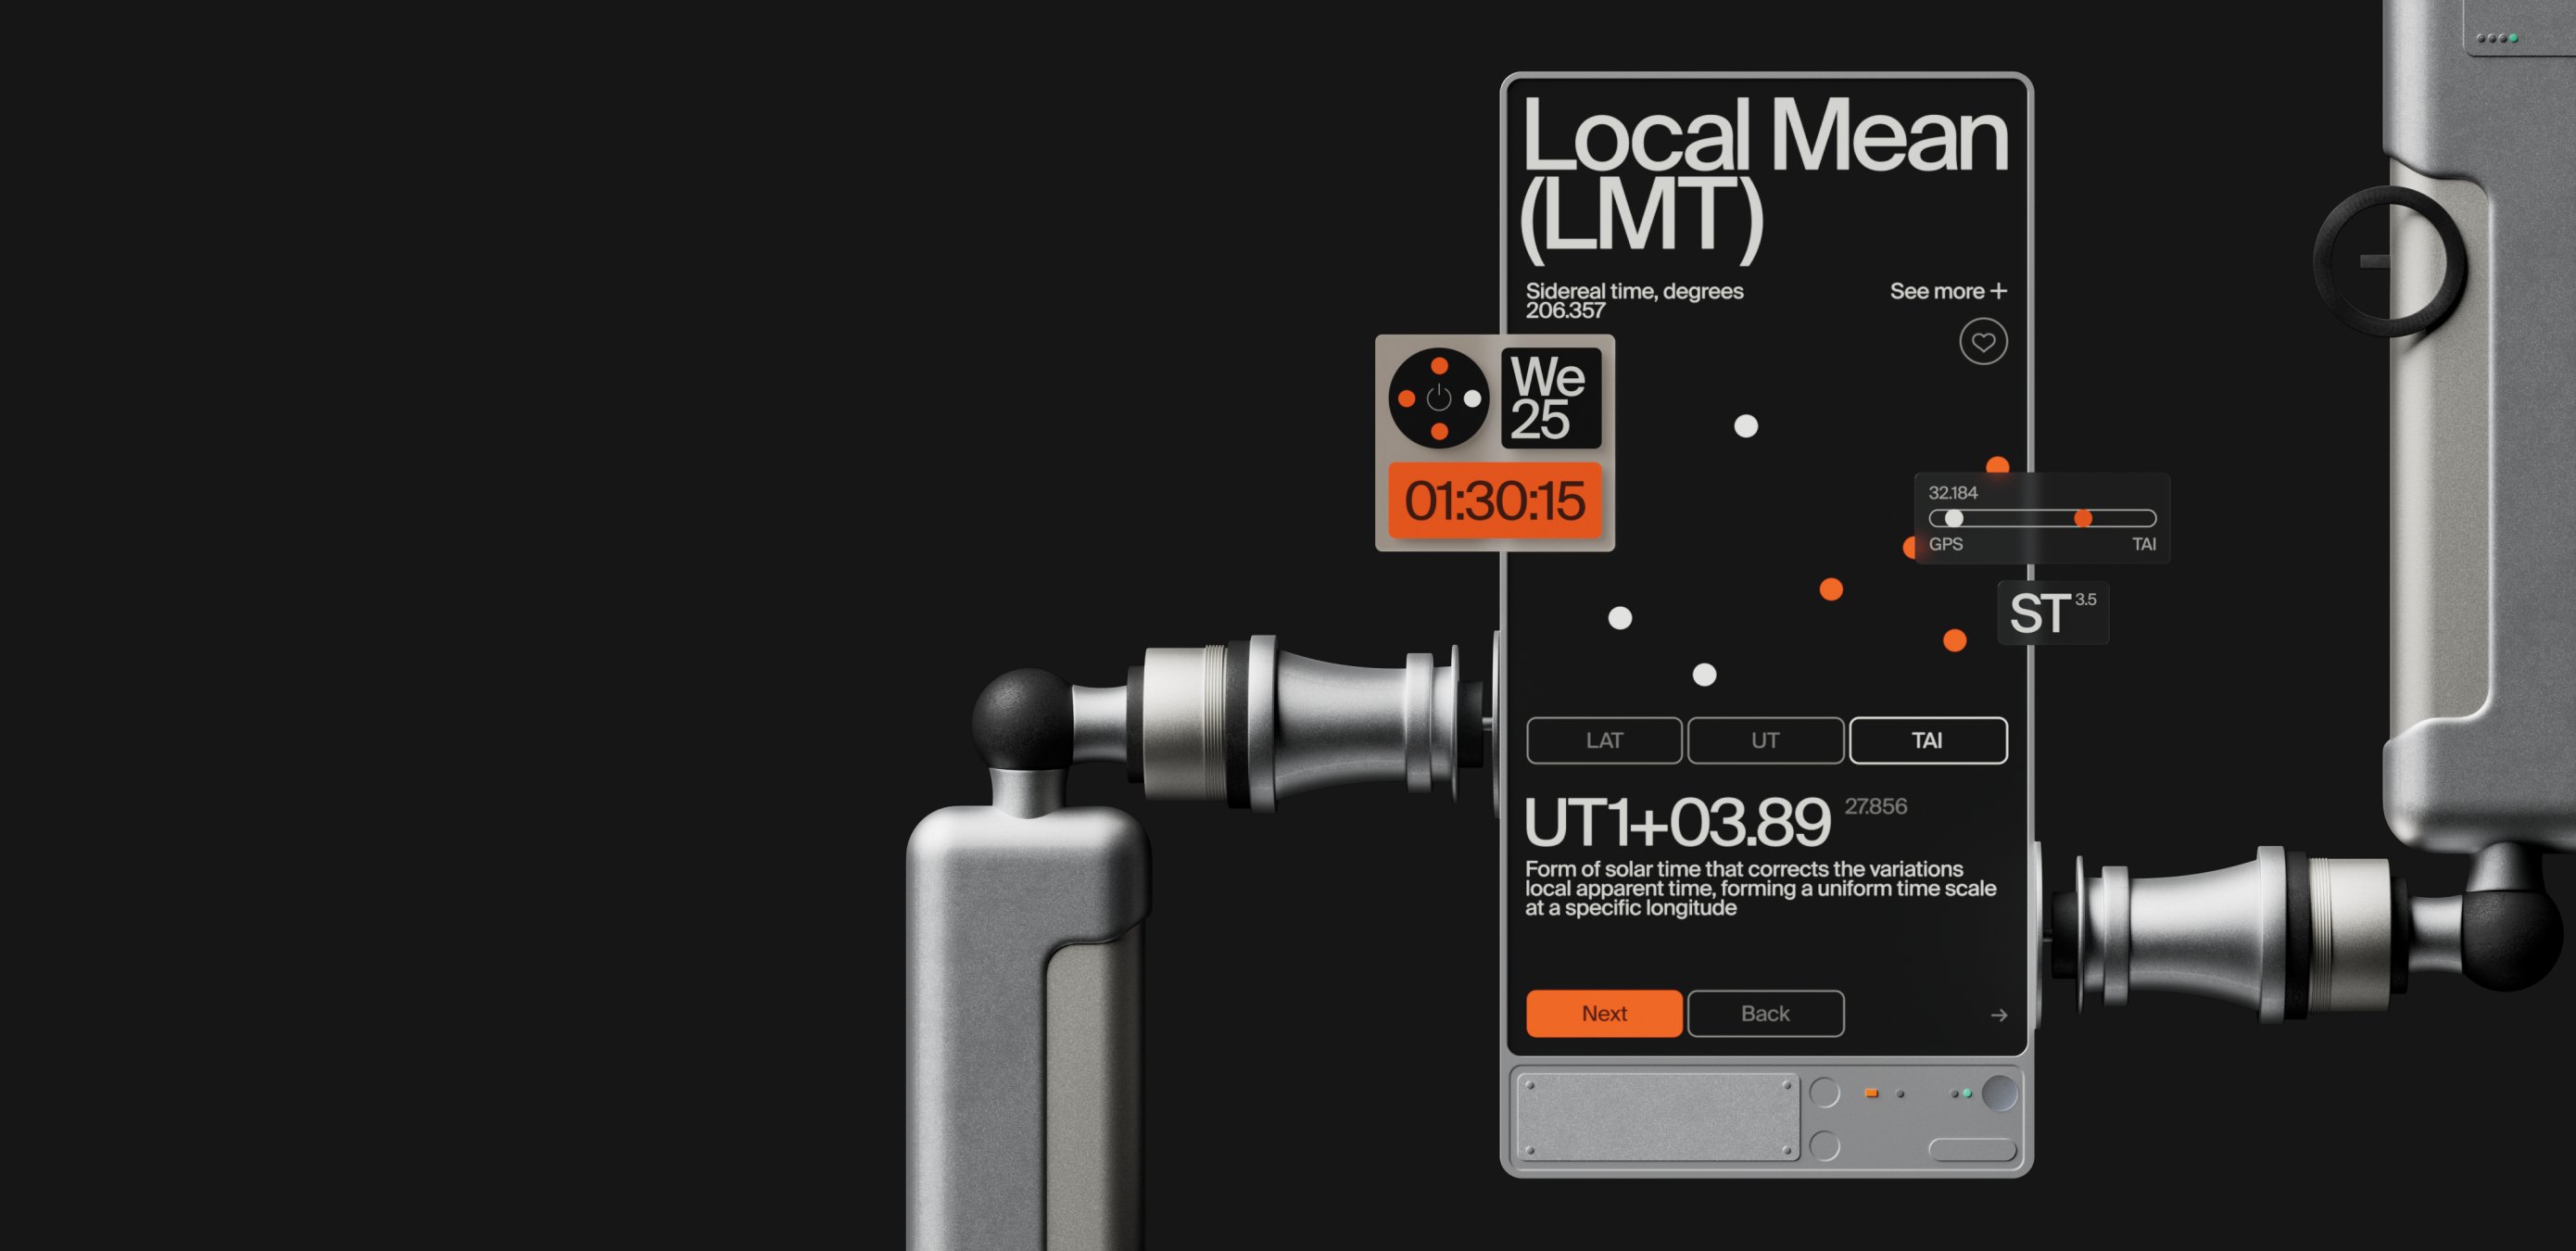 Local Mean
(LMT)
Sidereal time, degrees
206.357
See more +
We
25
01:30:15
32.184
GPS
TAI
ST 3.5
LAT
UT
TAI
UT1+03.89 27.856
Form of solar time that corrects the variations
local apparent time, forming a uniform time scale
at a specific longitude
Next
Back
→